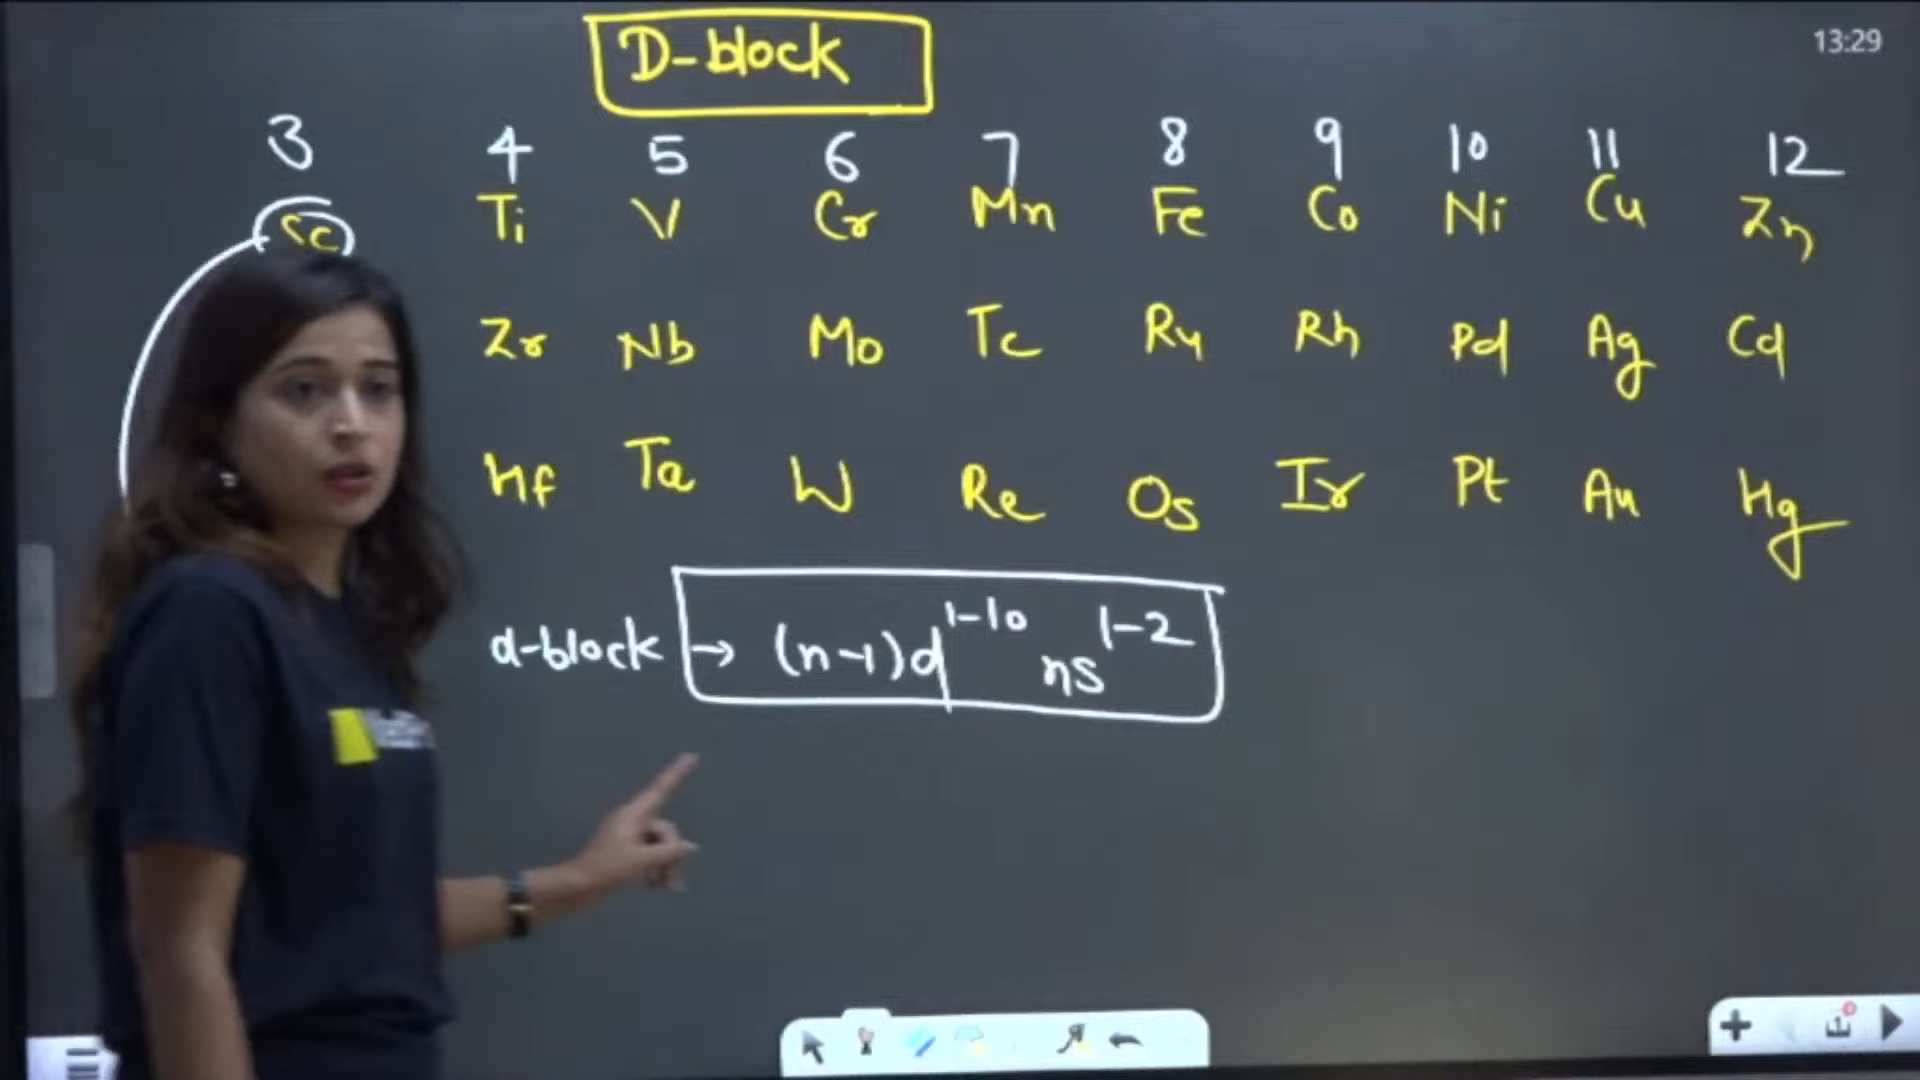 D-block
13:29
3 4 5 6 7 8 9 10 11 12
Sc Ti V Cr Mn Fe Co Ni Cu Zn
Zr Nb Mo Tc Ru Rh Pd Ag Cd
Hf Ta W Re Os Ir Pt Au Hg
d-block → (n-1)d¹⁻¹⁰ ns¹⁻²